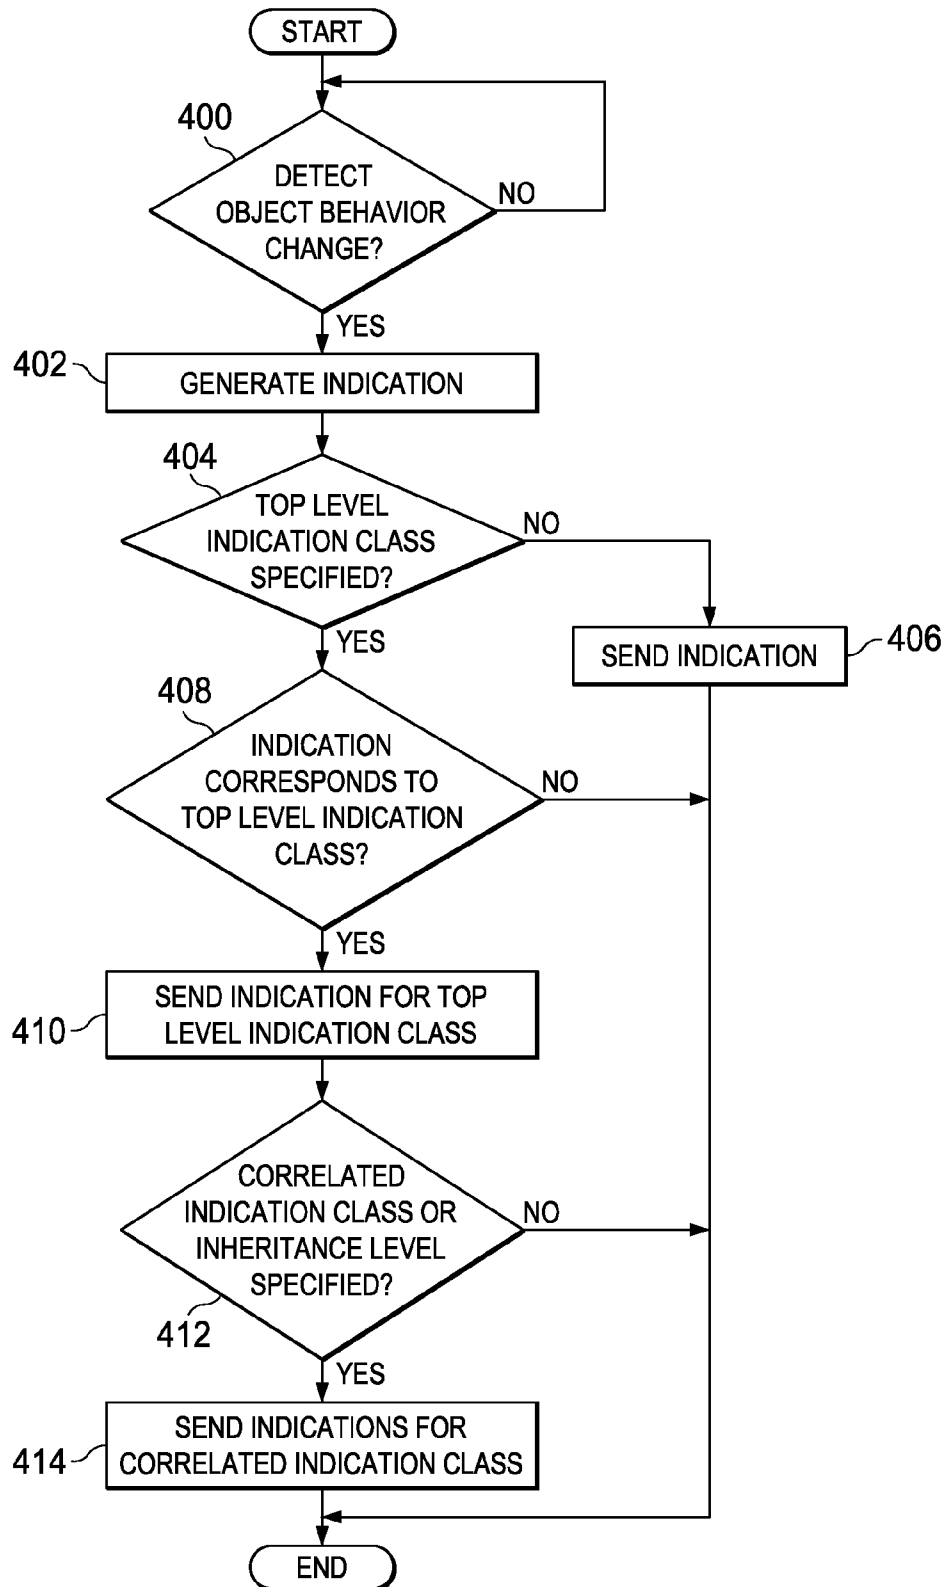 START
400
DETECT
OBJECT BEHAVIOR
CHANGE?
NO
YES
402
GENERATE INDICATION
404
TOP LEVEL
INDICATION CLASS
SPECIFIED?
NO
YES
SEND INDICATION
406
408
INDICATION
CORRESPONDS TO
TOP LEVEL INDICATION
CLASS?
NO
YES
410
SEND INDICATION FOR TOP
LEVEL INDICATION CLASS
CORRELATED
INDICATION CLASS OR
INHERITANCE LEVEL
SPECIFIED?
NO
412
YES
414
SEND INDICATIONS FOR
CORRELATED INDICATION CLASS
END